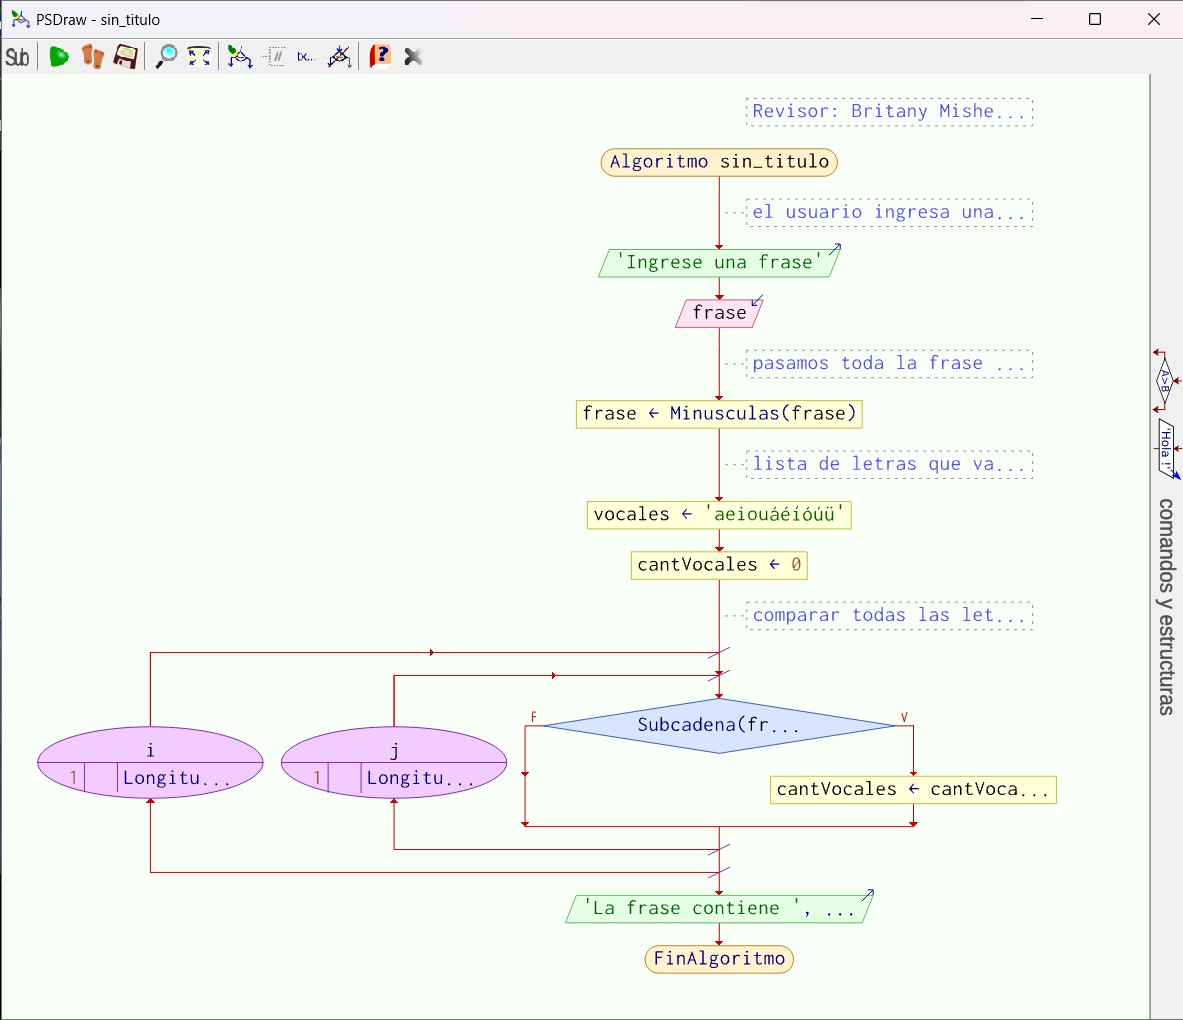 PSDraw - sin_titulo
Sub
tx...
?
Revisor: Britany Mishe...
Algoritmo sin_titulo
el usuario ingresa una...
'Ingrese una frase'
frase
pasamos toda la frase ...
frase ← Minusculas(frase)
lista de letras que va...
vocales ← 'aeiouáéíóúü'
cantVocales ← 0
comparar todas las let...
F
Subcadena(fr...
V
i
1 Longitu...
j
1 Longitu...
cantVocales ← cantVoca...
'La frase contiene ', ...
FinAlgoritmo
A>B
'Hola !'
comandos y estructuras